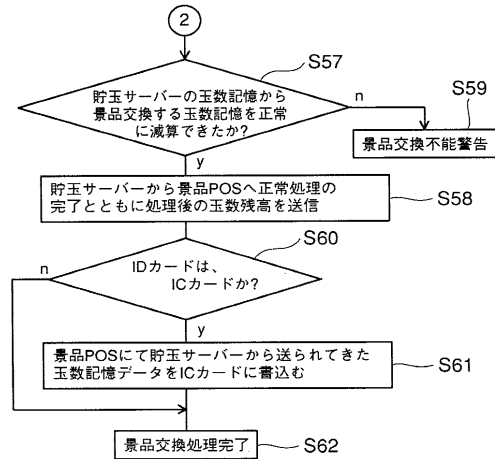 2
S57
貯玉サーバーの玉数記憶から
景品交換する玉数記憶を正常
に減算できたか?
n
S59
景品交換不能警告
y
貯玉サーバーから景品POSへ正常処理の
完了とともに処理後の玉数残高を送信
S58
S60
n
IDカードは、
ICカードか?
y
景品POSにて貯玉サーバーから送られてきた
玉数記憶データをICカードに書込む
S61
景品交換処理完了
S62